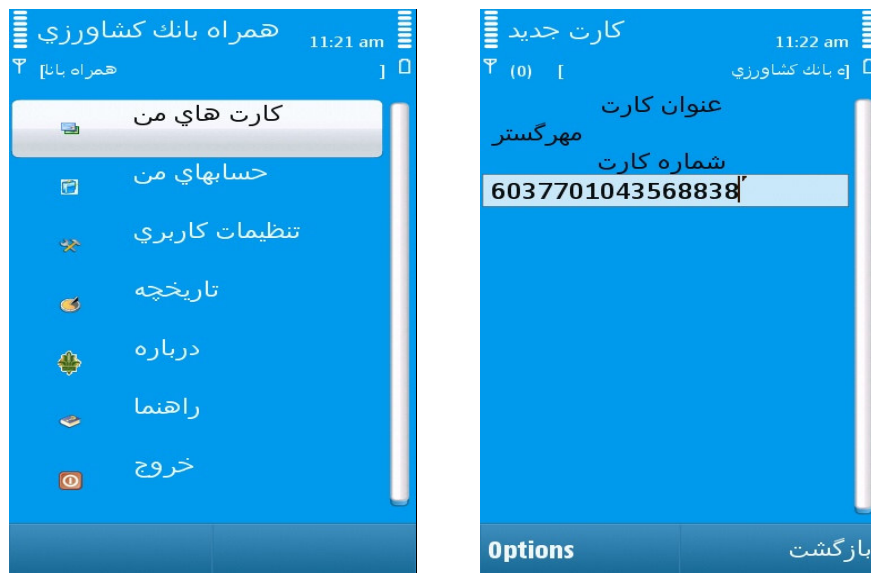 همراه بانك كشاورزي
11:21 am
[ همراه بانا]
كارت هاي من
حسابهاي من
تنظيمات كاربري
تاريخچه
درباره
راهنما
خروج
كارت جديد
11:22 am
[ه بانك كشاورزي ] (0)
عنوان كارت
مهرگستر
شماره كارت
6037701043568838
Options
بازگشت